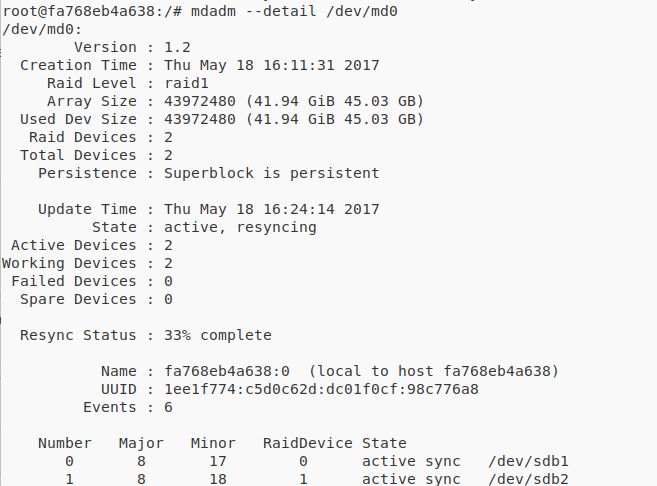 root@fa768eb4a638:/# mdadm --detail /dev/md0
/dev/md0:
Version : 1.2
Creation Time : Thu May 18 16:11:31 2017
Raid Level : raid1
Array Size : 43972480 (41.94 GiB 45.03 GB)
Used Dev Size : 43972480 (41.94 GiB 45.03 GB)
Raid Devices : 2
Total Devices : 2
Persistence : Superblock is persistent
Update Time : Thu May 18 16:24:14 2017
State : active, resyncing
Active Devices : 2
Working Devices : 2
Failed Devices : 0
Spare Devices : 0
Resync Status : 33% complete
Name : fa768eb4a638:0  (local to host fa768eb4a638)
UUID : 1ee1f774:c5d0c62d:dc01f0cf:98c776a8
Events : 6
Number   Major   Minor   RaidDevice State
0       8       17        0      active sync   /dev/sdb1
1       8       18        1      active sync   /dev/sdb2